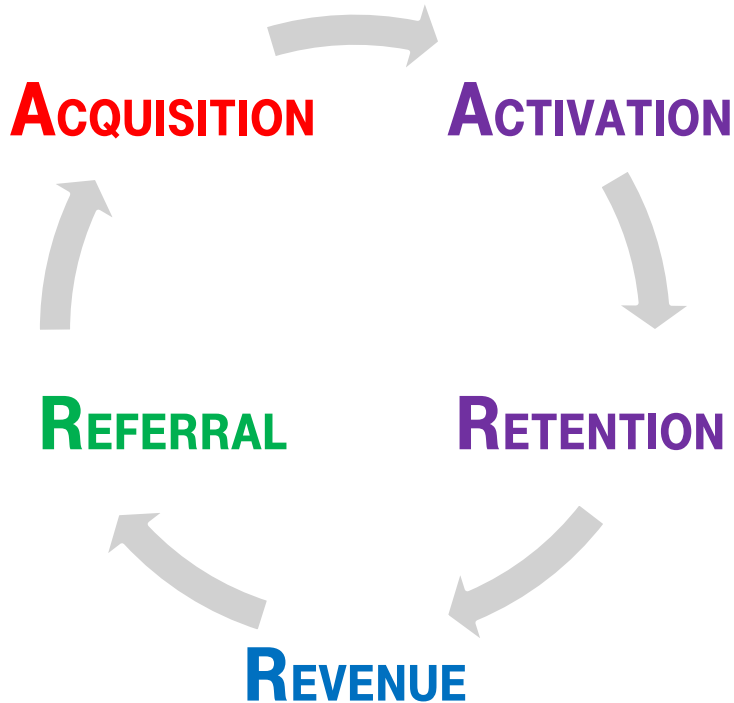 ACQUISITION
ACTIVATION
RETENTION
REVENUE
REFERRAL